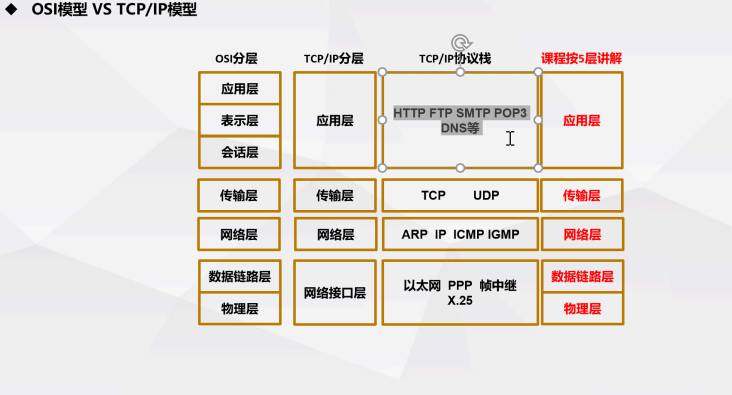 OSI模型 VS TCP/IP模型
OSI分层
TCP/IP分层
TCP/IP协议栈
课程按5层讲解
应用层
表示层
会话层
应用层
HTTP FTP SMTP POP3
DNS等
应用层
传输层
传输层
TCP UDP
传输层
网络层
网络层
ARP IP ICMP IGMP
网络层
数据链路层
物理层
网络接口层
以太网 PPP 帧中继
X.25
数据链路层
物理层